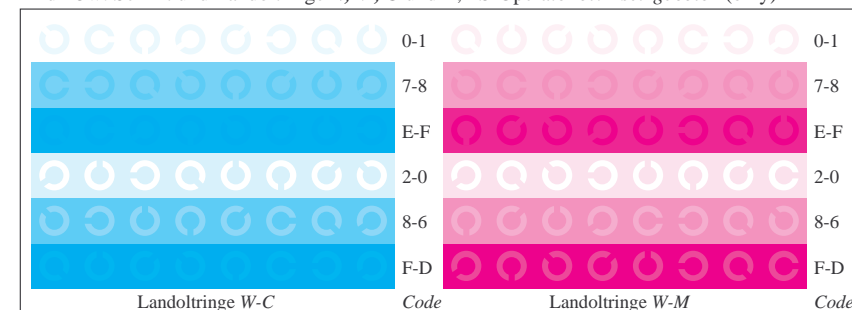 0-1 0-1
7-8 7-8
E-F E-F
2-0 2-0
8-6 8-6
F-D F-D
Landoltringe W-C Code Landoltringe W-M Code